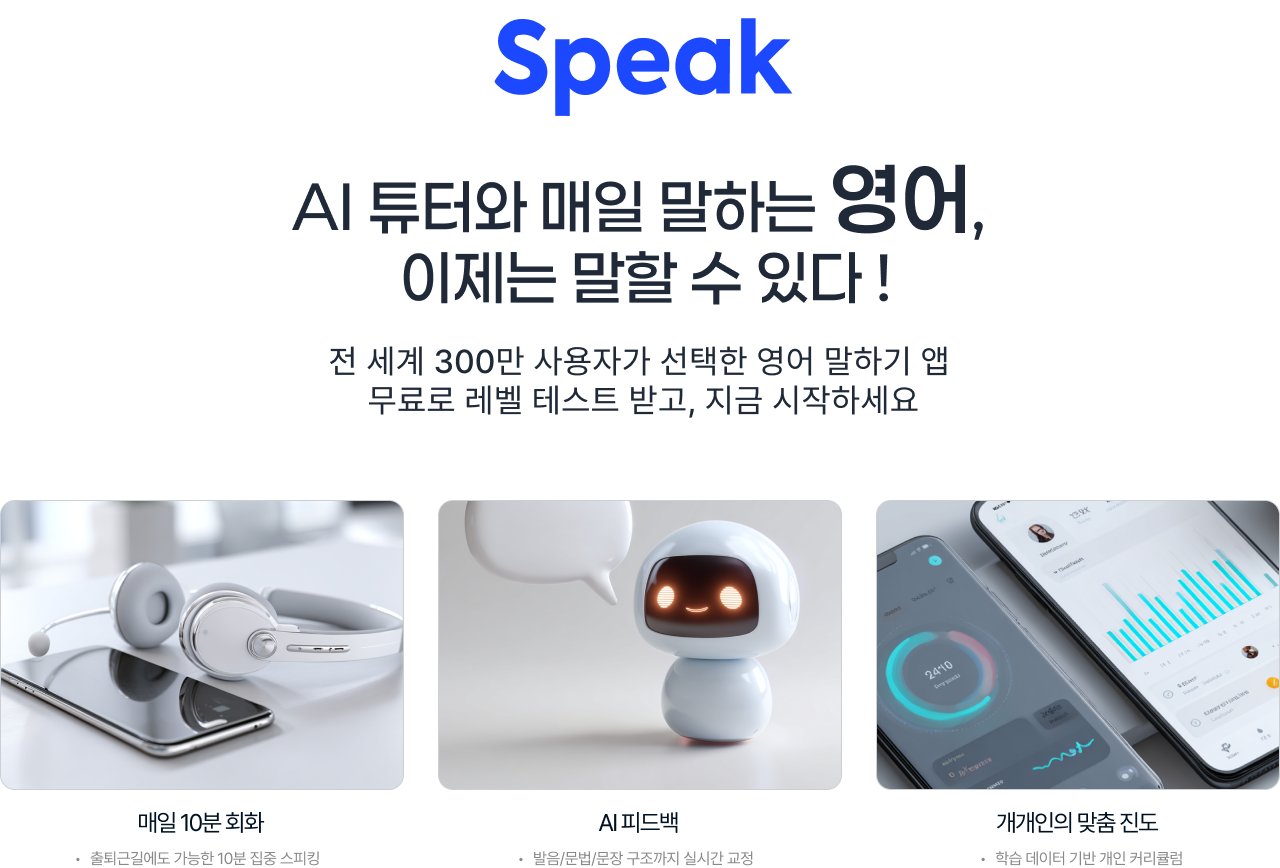 Speak
AI 튜터와 매일 말하는 영어,
이제는 말할 수 있다 !
전 세계 300만 사용자가 선택한 영어 말하기 앱
무료로 레벨 테스트 받고, 지금 시작하세요
매일 10분 회화
AI 피드백
개개인의 맞춤 진도
• 출퇴근길에도 가능한 10분 집중 스피킹
• 발음/문법/문장 구조까지 실시간 교정
• 학습 데이터 기반 개인 커리큘럼